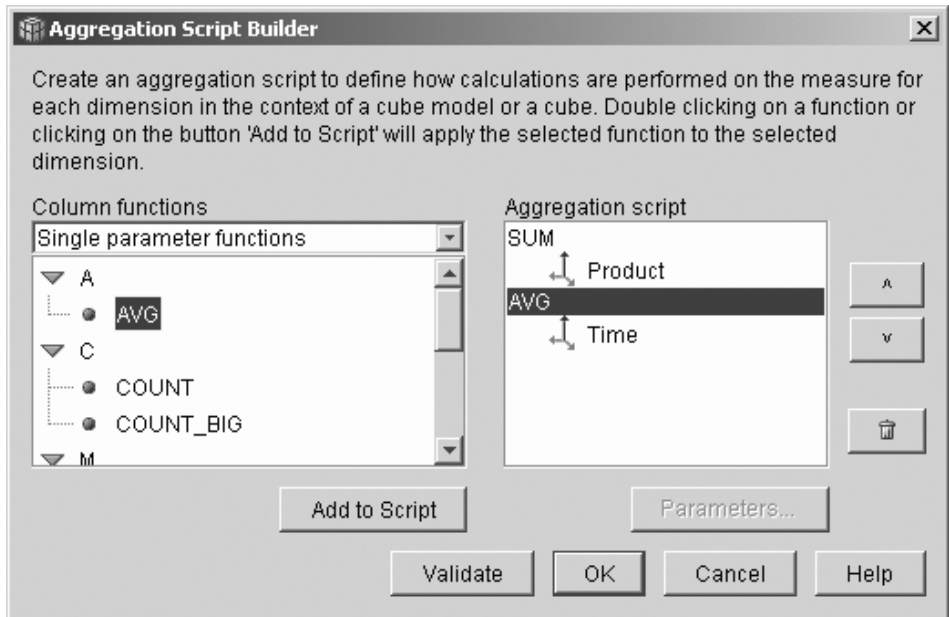 Aggregation Script Builder
Create an aggregation script to define how calculations are performed on the measure for
each dimension in the context of a cube model or a cube. Double clicking on a function or
clicking on the button 'Add to Script' will apply the selected function to the selected
dimension.
Column functions
Single parameter functions
A
AVG
C
COUNT
COUNT_BIG
M
Aggregation script
SUM
Product
AVG
Time
Add to Script
Parameters...
Validate
OK
Cancel
Help